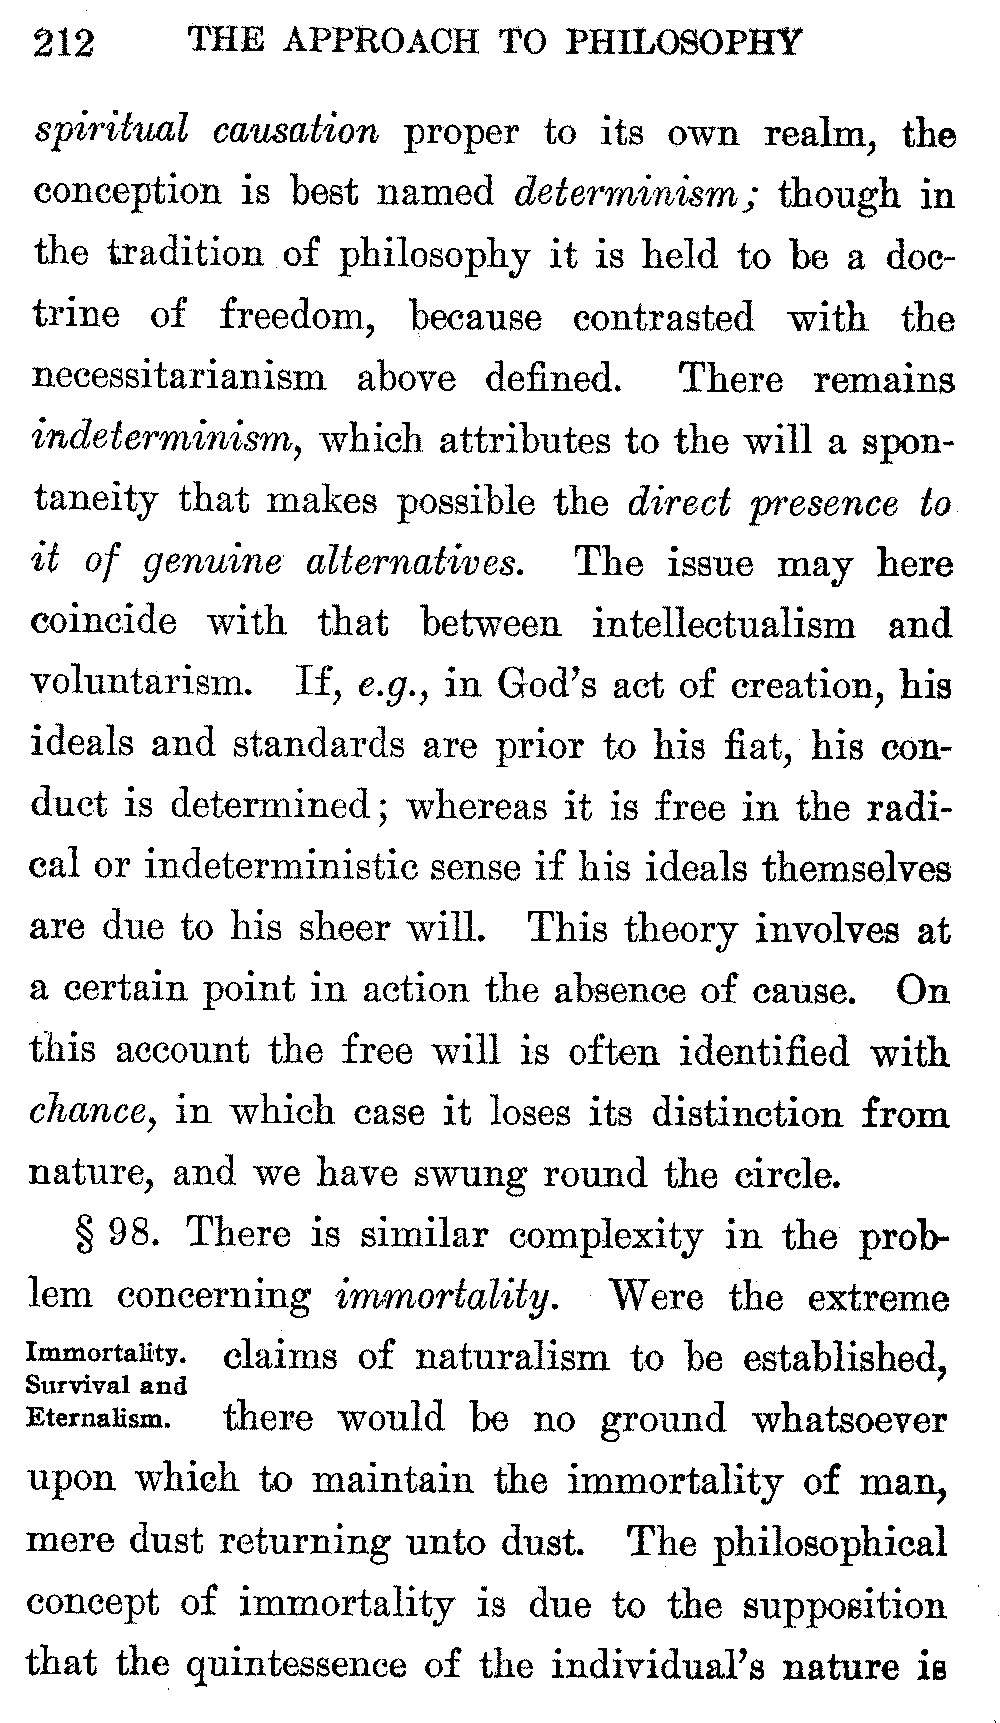 212 THE APPROACH TO PHILOSOPHY
spiritual causation proper to its own realm, the
conception is best named determinism; though in
the tradition of philosophy it is held to be a doc-
trine of freedom, because contrasted with the
necessitarianism above defined. There remains
indeterminism, which attributes to the will a spon-
taneity that makes possible the direct presence to
it of genuine alternatives. The issue may here
coincide with that between intellectualism and
voluntarism. If, e.g., in God's act of creation, his
ideals and standards are prior to his fiat, his con-
duct is determined; whereas it is free in the radi-
cal or indeterministic sense if his ideals themselves
are due to his sheer will. This theory involves at
a certain point in action the absence of cause. On
this account the free will is often identified with
chance, in which case it loses its distinction from
nature, and we have swung round the circle.
§ 98. There is similar complexity in the prob-
lem concerning immortality. Were the extreme
Immortality.
Survival and
Eternalism.
claims of naturalism to be established,
there would be no ground whatsoever
upon which to maintain the immortality of man,
mere dust returning unto dust. The philosophical
concept of immortality is due to the supposition
that the quintessence of the individual's nature is